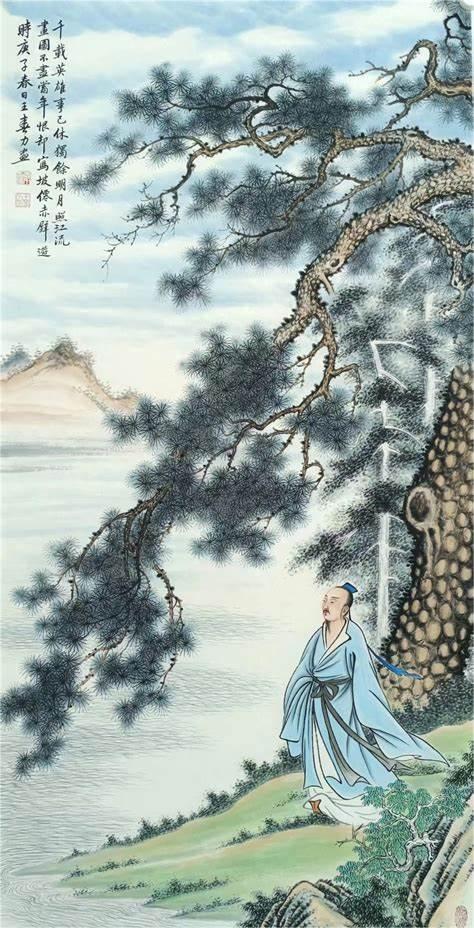 千載英雄事已休獨餘明月照江流
畫圖不盡當年恨却寫坡僊赤壁遊
時庚子春日王力畫